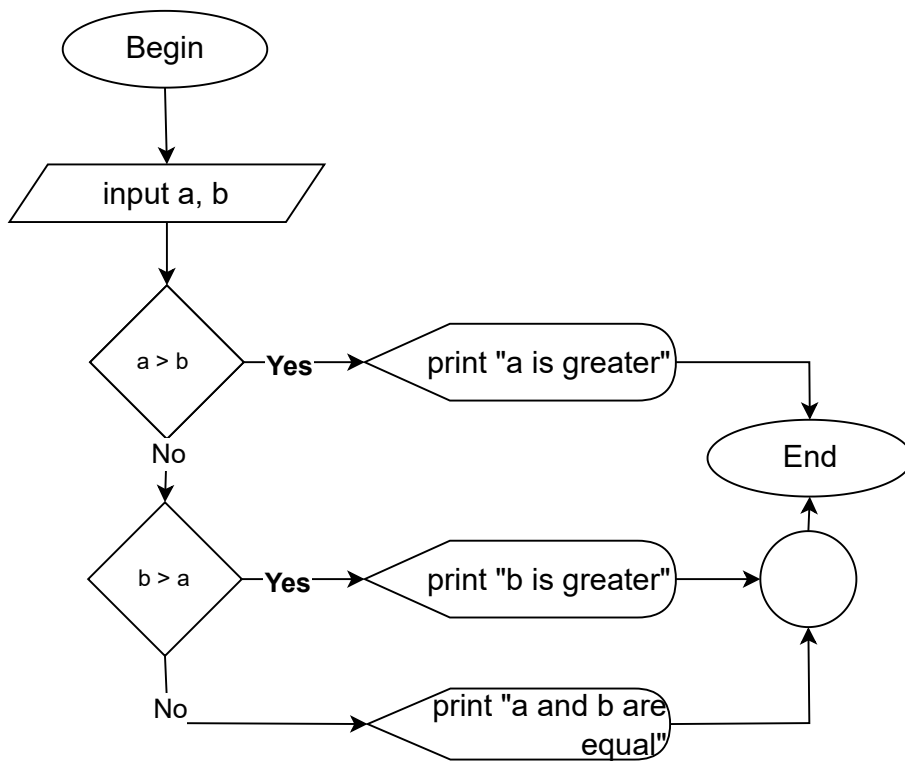 Begin
input a, b
a > b
Yes
print "a is greater"
No
End
b > a
Yes
print "b is greater"
No
print "a and b are
equal"